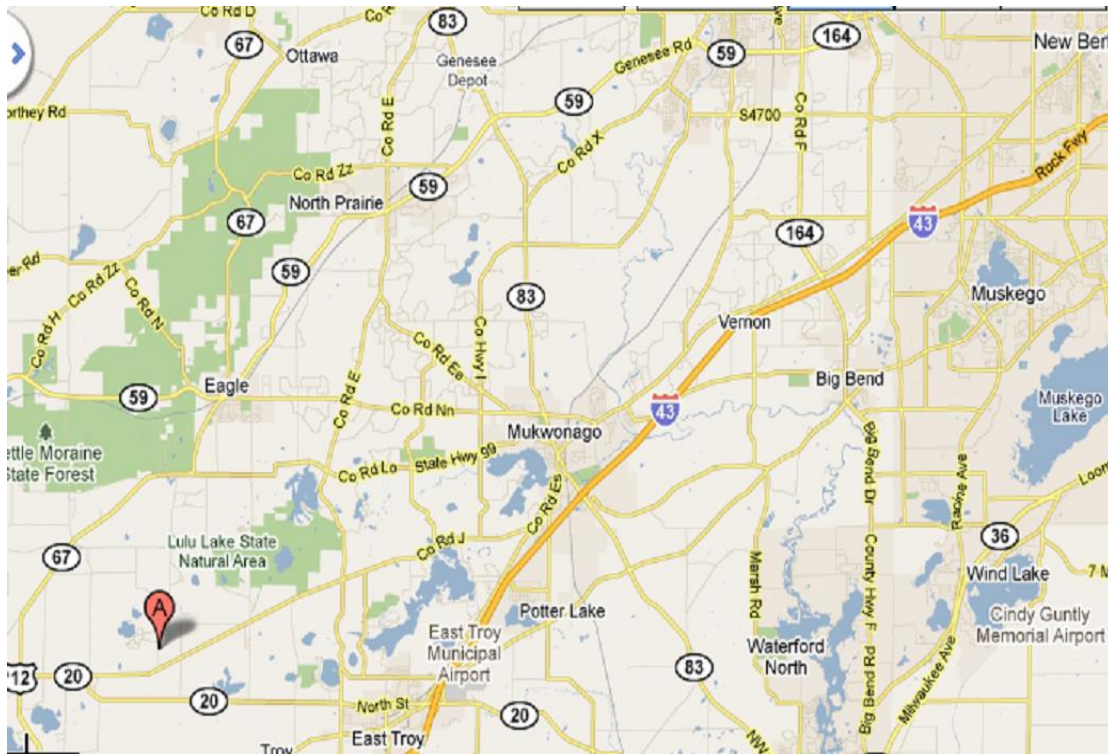 Co Rd D
83
67
Ottawa
Genesee
Depot
Genesee Rd
59
164
New Ber
orthey Rd
Co Rd E
59
S4700
Co Rd F
Co Rd X
Rock Fwy
Co Rd Zz
59
North Prairie
67
164
43
er Rd
Co Rd Zz
59
83
Muskego
Co Rd H
Co Rd N
Co Hwy I
Vernon
Co Rd Ee
Eagle
Co Rd E
Big Bend
59
Co Rd Nn
43
Muskego
Lake
Mukwonago
ettle Moraine
State Forest
Co Rd Lo
State Hwy 99
Big Bend Dr
Racine Ave
Loom
Co Rd Es
Lulu Lake State
Natural Area
Co Rd J
36
67
Marsh Rd
County Hwy F
Wind Lake
7 M
A
Potter Lake
Cindy Guntly
Memorial Airport
East Troy
Municipal
Airport
Waterford
North
83
12
20
20
North St
20
Big Bend Rd
Milwaukee Ave
East Troy
Troy
NW